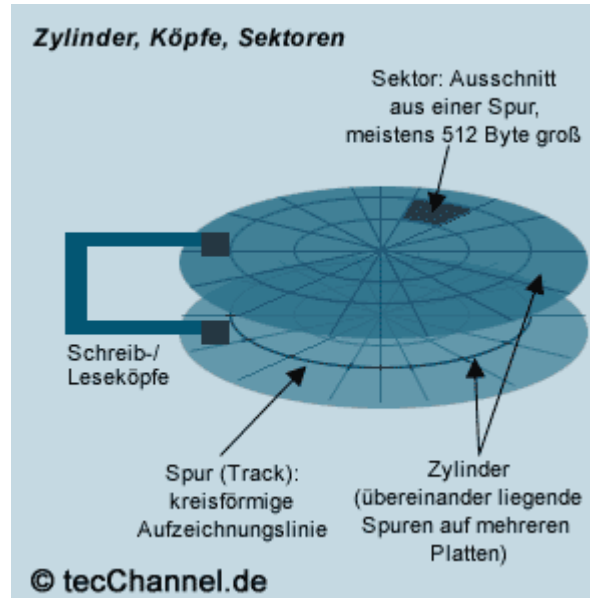 Zylinder, Köpfe, Sektoren
Sektor: Ausschnitt
aus einer Spur,
meistens 512 Byte groß
Schreib-/
Leseköpfe
Spur (Track):
kreisförmige
Aufzeichnungslinie
Zylinder
(übereinander liegende
Spuren auf mehreren
Platten)
© tecChannel.de